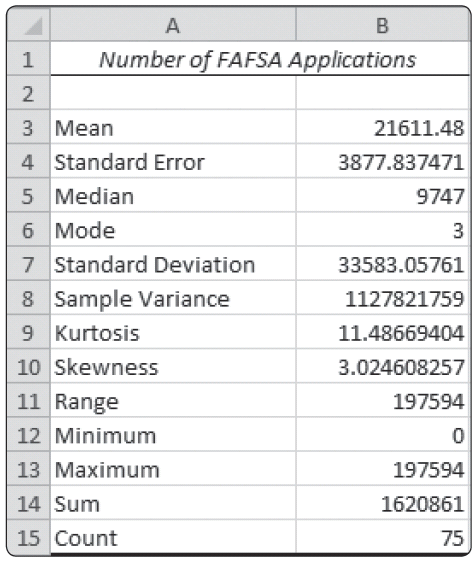 A B
1 Number of FAFSA Applications
2
3 Mean 21611.48
4 Standard Error 3877.837471
5 Median 9747
6 Mode 3
7 Standard Deviation 33583.05761
8 Sample Variance 1127821759
9 Kurtosis 11.48669404
10 Skewness 3.024608257
11 Range 197594
12 Minimum 0
13 Maximum 197594
14 Sum 1620861
15 Count 75